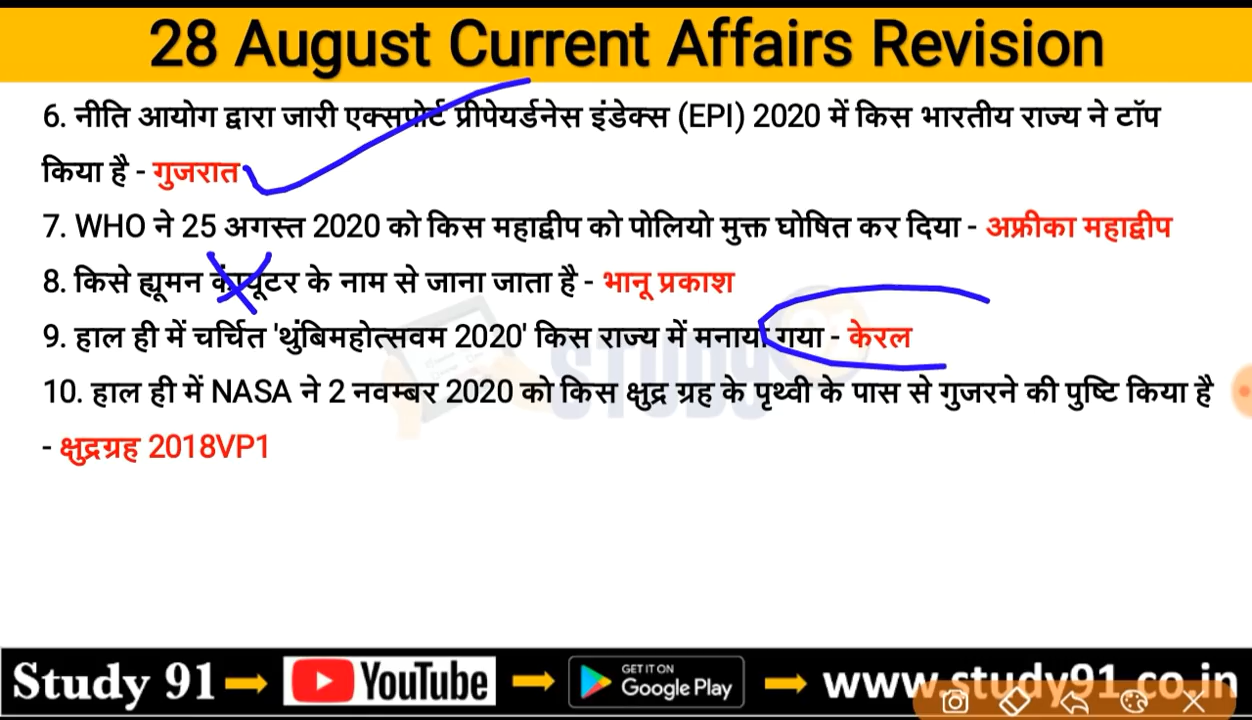 28 August Current Affairs Revision
6. नीति आयोग द्वारा जारी एक्सपोर्ट प्रीपेयर्डनेस इंडेक्स (EPI) 2020 में किस भारतीय राज्य ने टॉप
किया है - गुजरात
7. WHO ने 25 अगस्त 2020 को किस महाद्वीप को पोलियो मुक्त घोषित कर दिया - अफ्रीका महाद्वीप
8. किसे ह्यूमन कंप्यूटर के नाम से जाना जाता है - भानू प्रकाश
9. हाल ही में चर्चित 'थुंबिमहोत्सवम 2020' किस राज्य में मनाया गया - केरल
10. हाल ही में NASA ने 2 नवम्बर 2020 को किस क्षुद्र ग्रह के पृथ्वी के पास से गुजरने की पुष्टि किया है
- क्षुद्रग्रह 2018VP1
STUDY
Study 91 YouTube GET IT ON Google Play www.study91.co.in